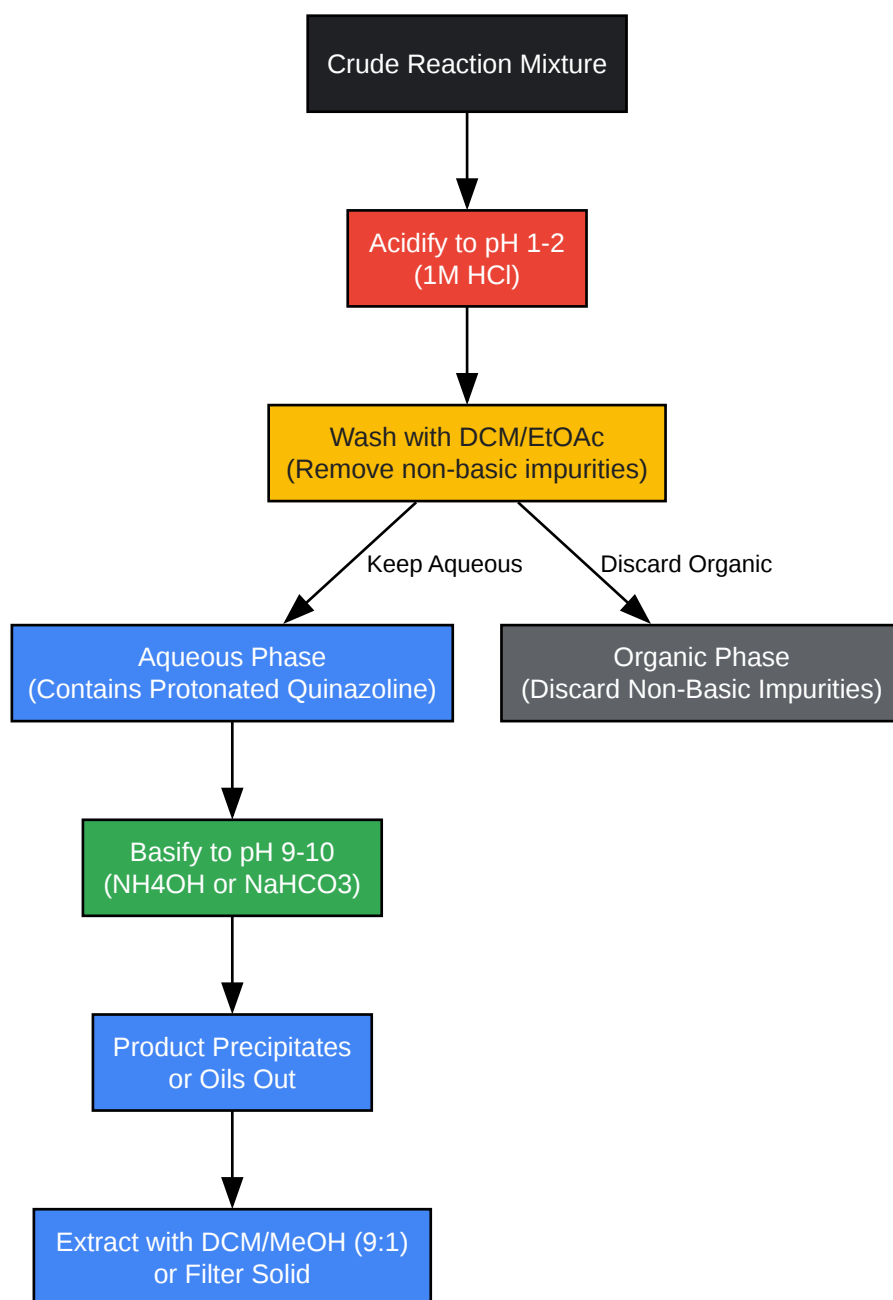 Crude Reaction Mixture
Acidify to pH 1-2
(1M HCl)
Wash with DCM/EtOAc
(Remove non-basic impurities)
Keep Aqueous
Discard Organic
Aqueous Phase
(Contains Protonated Quinazoline)
Organic Phase
(Discard Non-Basic Impurities)
Basify to pH 9-10
(NH4OH or NaHCO3)
Product Precipitates
or Oils Out
Extract with DCM/MeOH (9:1)
or Filter Solid